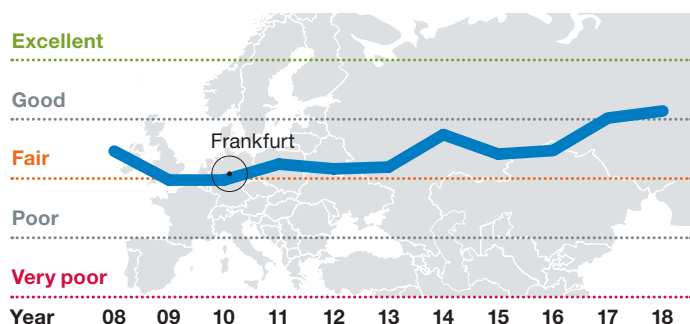 Excellent
Good
Frankfurt
Fair
Poor
Very poor
Year 08 09 10 11 12 13 14 15 16 17 18